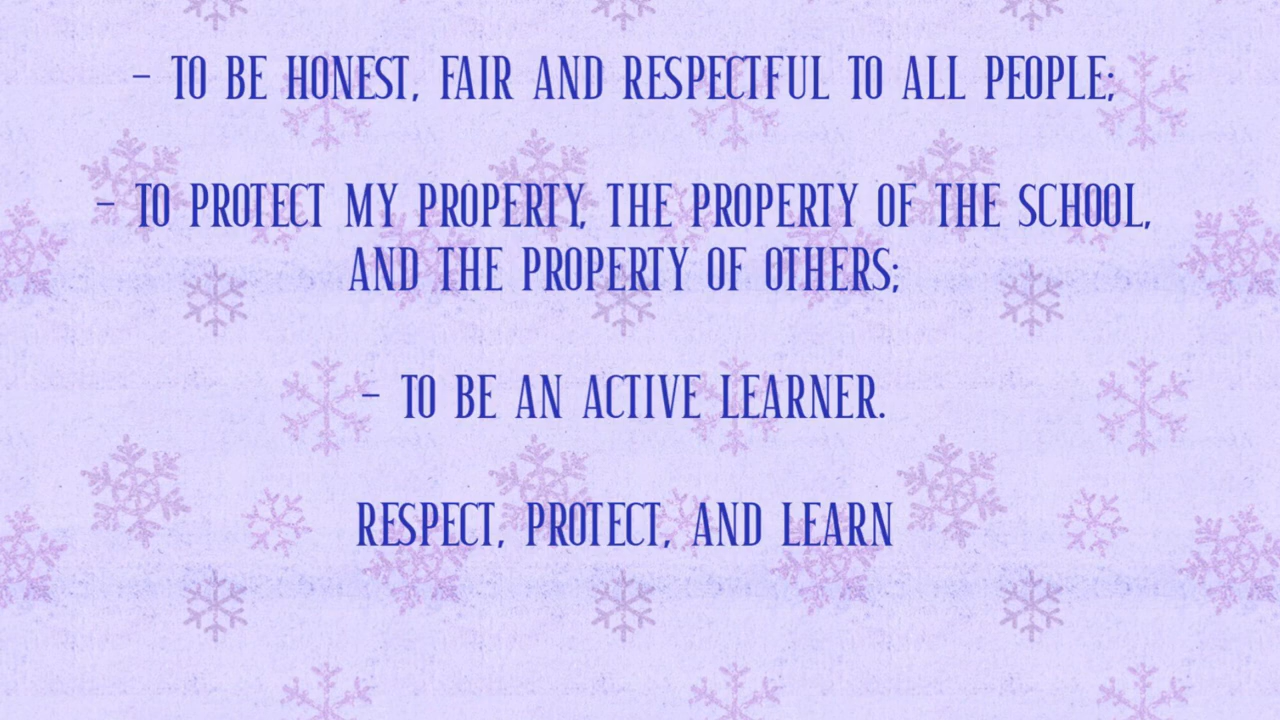 - TO BE HONEST, FAIR AND RESPECTFUL TO ALL PEOPLE;
- TO PROTECT MY PROPERTY, THE PROPERTY OF THE SCHOOL,
AND THE PROPERTY OF OTHERS;
- TO BE AN ACTIVE LEARNER.
RESPECT, PROTECT, AND LEARN